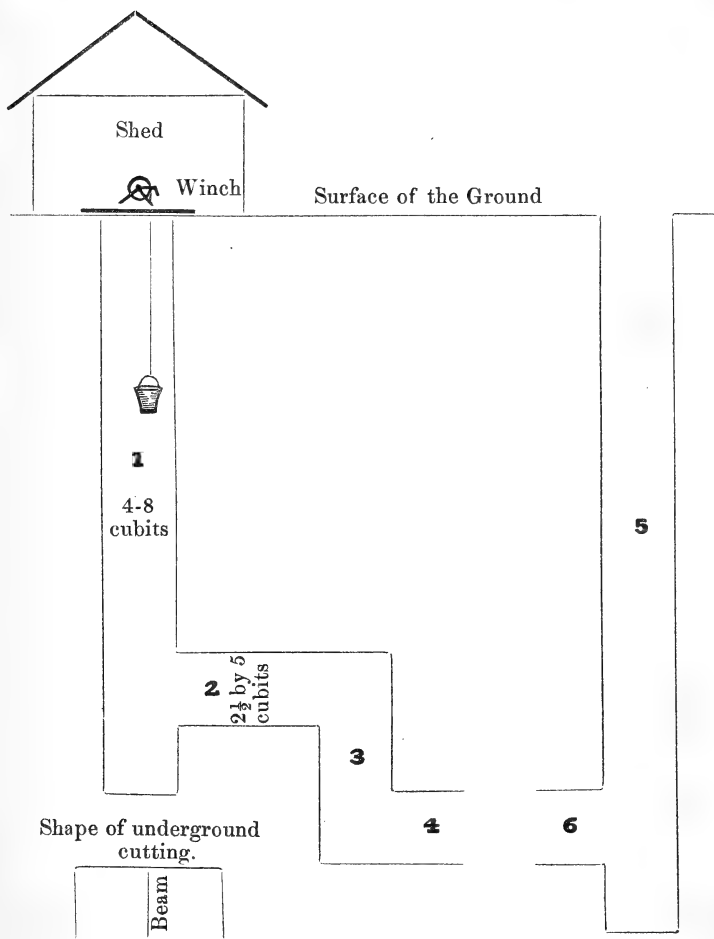 Shed
Winch
Surface of the Ground
1
4-8
cubits
5
2
2½ by 5
cubits
3
4
6
Shape of underground
cutting.
Beam